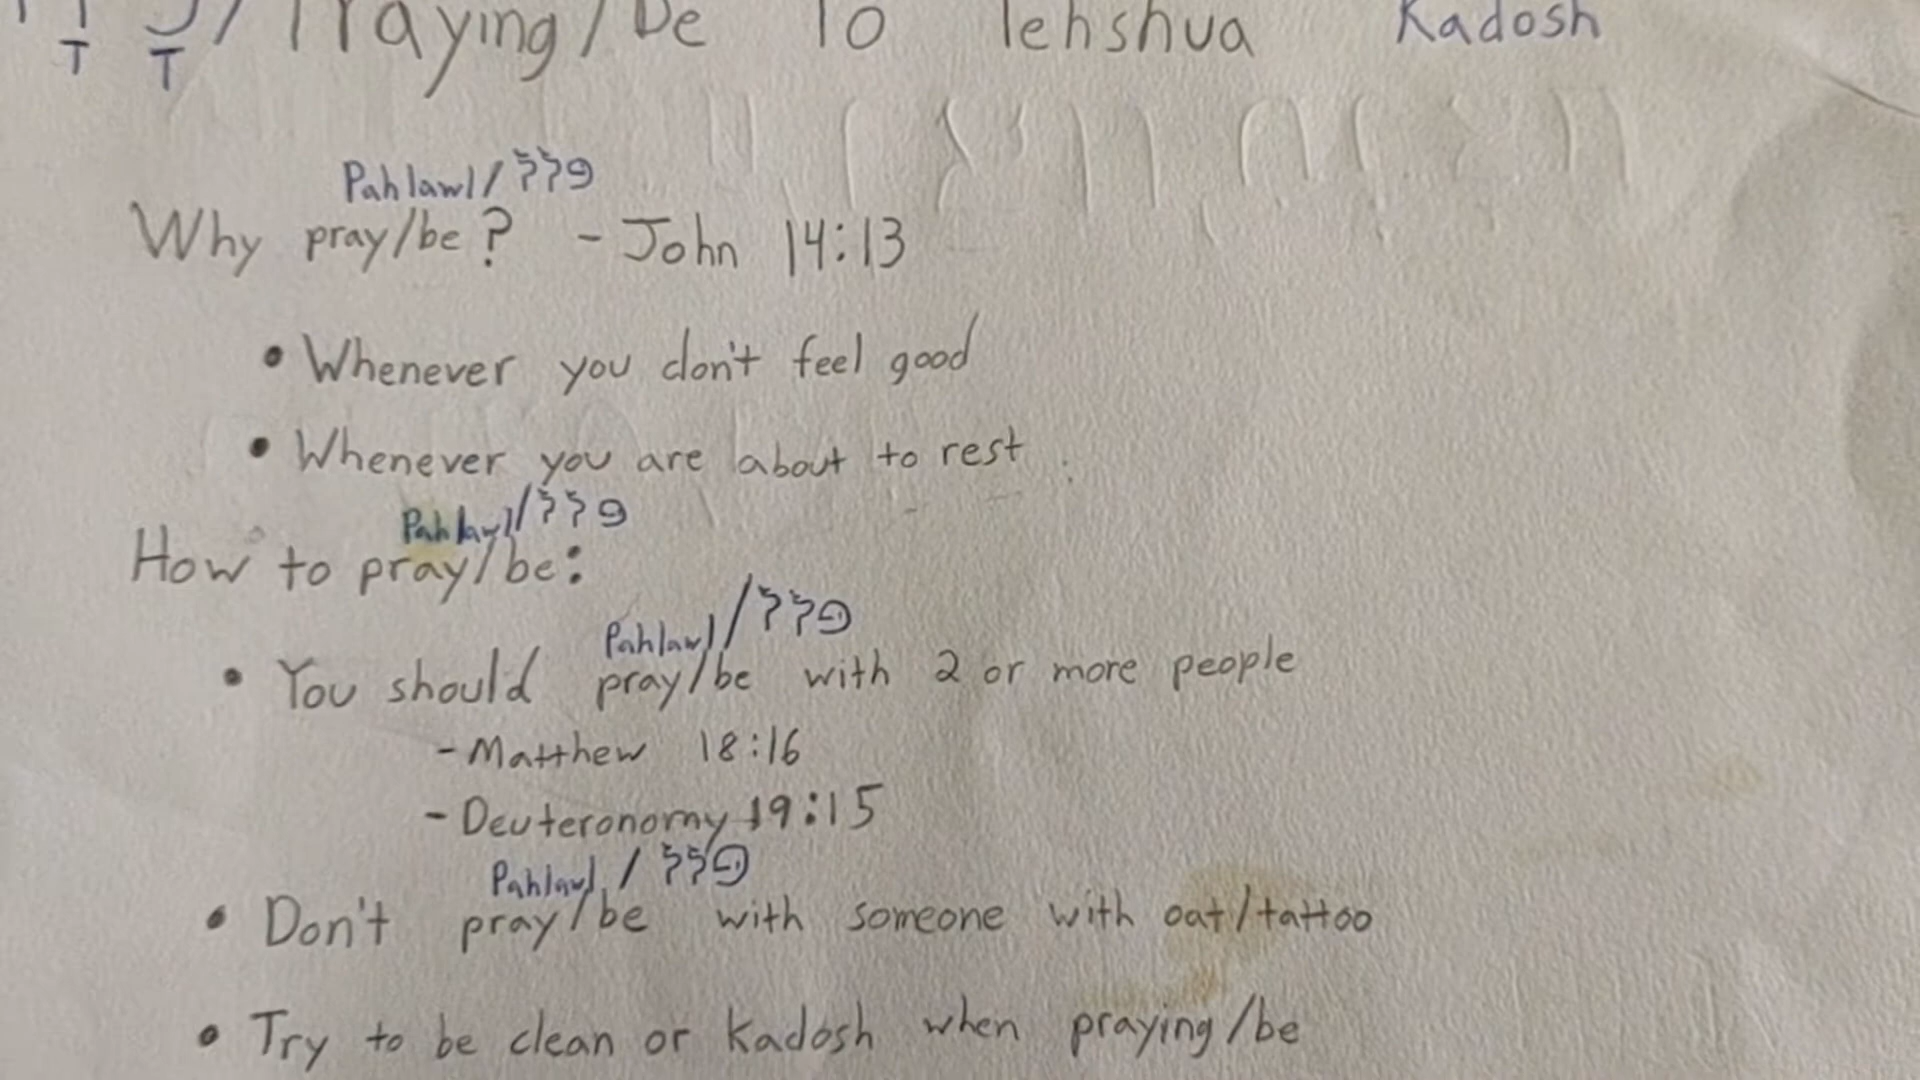 Praying/be To Iehshua Kadosh
Pahlawl/
Why pray/be? - John 14:13
• Whenever you don't feel good
• Whenever you are about to rest
Pahlawl/
How to pray/be:
Pahlawl/
• You should pray/be with 2 or more people
- Matthew 18:16
- Deuteronomy 19:15
Pahlawl/
• Don't pray/be with someone with oat/tattoo
• Try to be clean or Kadosh when praying/be